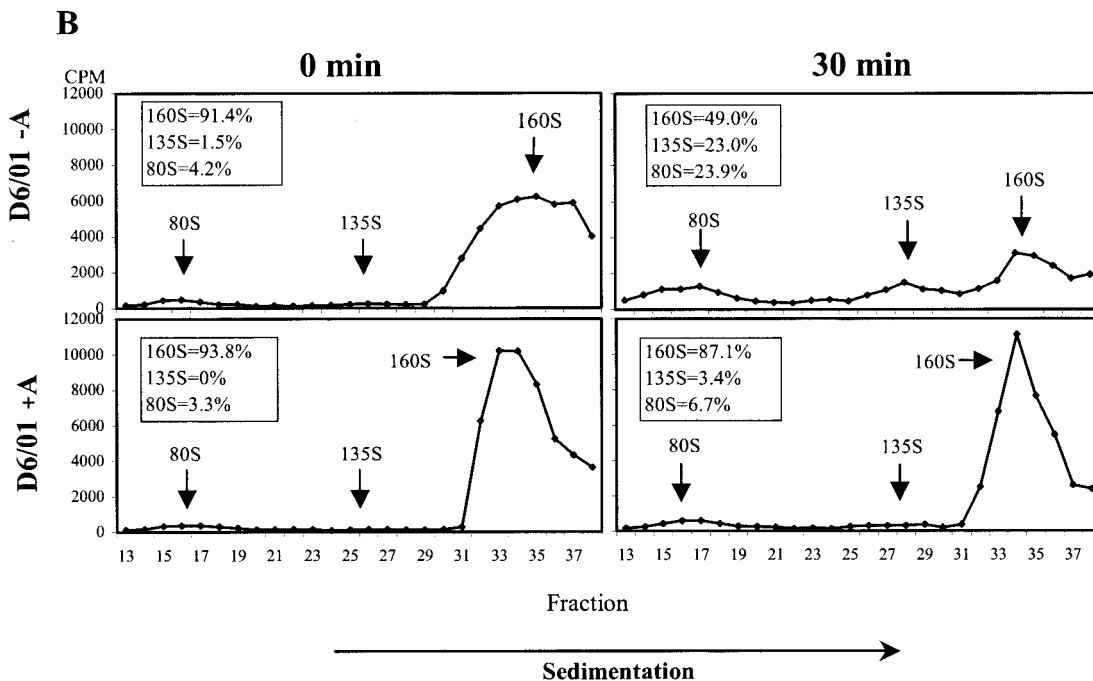 B
0 min
30 min
CPM
D6/01 -A
12000
10000
8000
6000
4000
2000
0
160S=91.4%
135S=1.5%
80S=4.2%
80S
135S
160S
160S=49.0%
135S=23.0%
80S=23.9%
80S
135S
160S
D6/01 +A
12000
10000
8000
6000
4000
2000
0
160S=93.8%
135S=0%
80S=3.3%
80S
135S
160S
160S=87.1%
135S=3.4%
80S=6.7%
80S
135S
160S
13 15 17 19 21 23 25 27 29 31 33 35 37
13 15 17 19 21 23 25 27 29 31 33 35 37
Fraction
Sedimentation